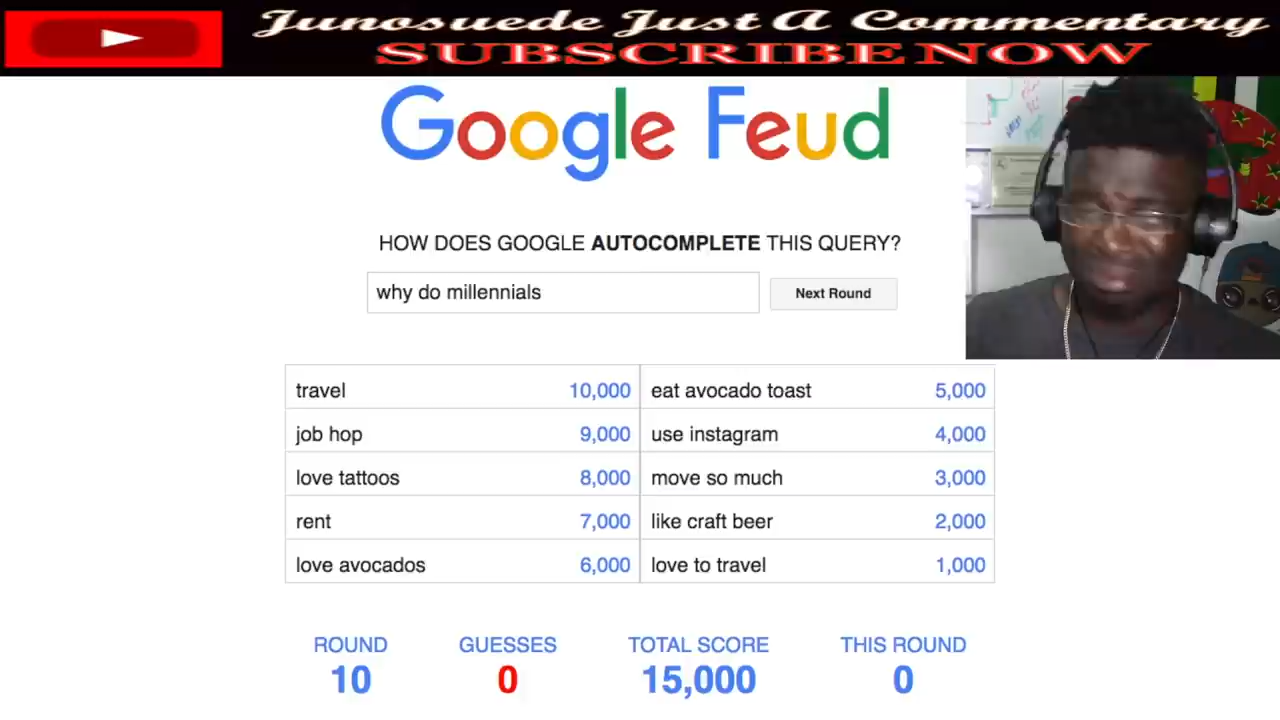 Junosuede Just A Commentary
SUBSCRIBE NOW
Google Feud
HOW DOES GOOGLE AUTOCOMPLETE THIS QUERY?
why do millennials
Next Round
travel 10,000 eat avocado toast 5,000
job hop 9,000 use instagram 4,000
love tattoos 8,000 move so much 3,000
rent 7,000 like craft beer 2,000
love avocados 6,000 love to travel 1,000
ROUND GUESSES TOTAL SCORE THIS ROUND
10 0 15,000 0